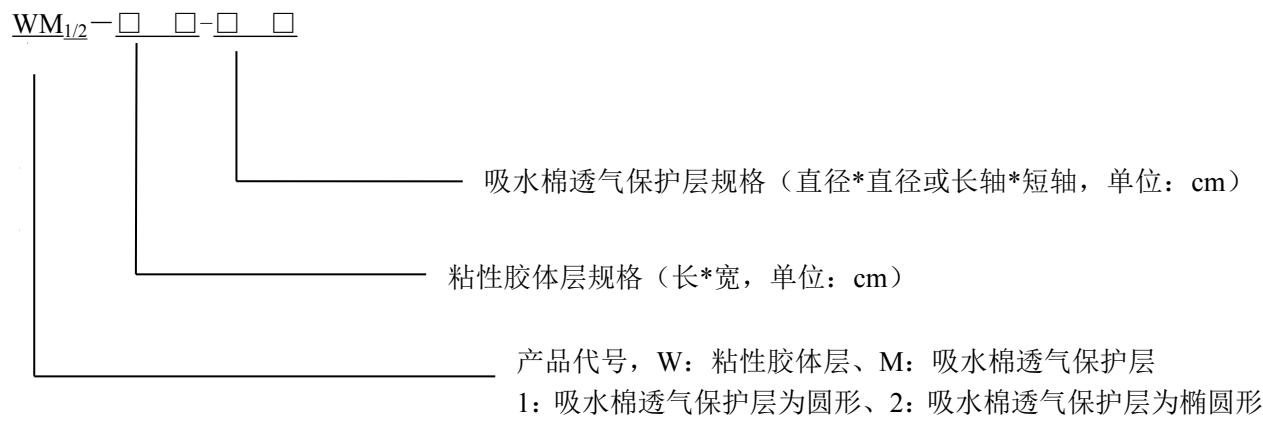 WM1/2－□ □-□ □
吸水棉透气保护层规格（直径*直径或长轴*短轴，单位：cm）
粘性胶体层规格（长*宽，单位：cm）
产品代号，W：粘性胶体层、M：吸水棉透气保护层
1：吸水棉透气保护层为圆形、2：吸水棉透气保护层为椭圆形